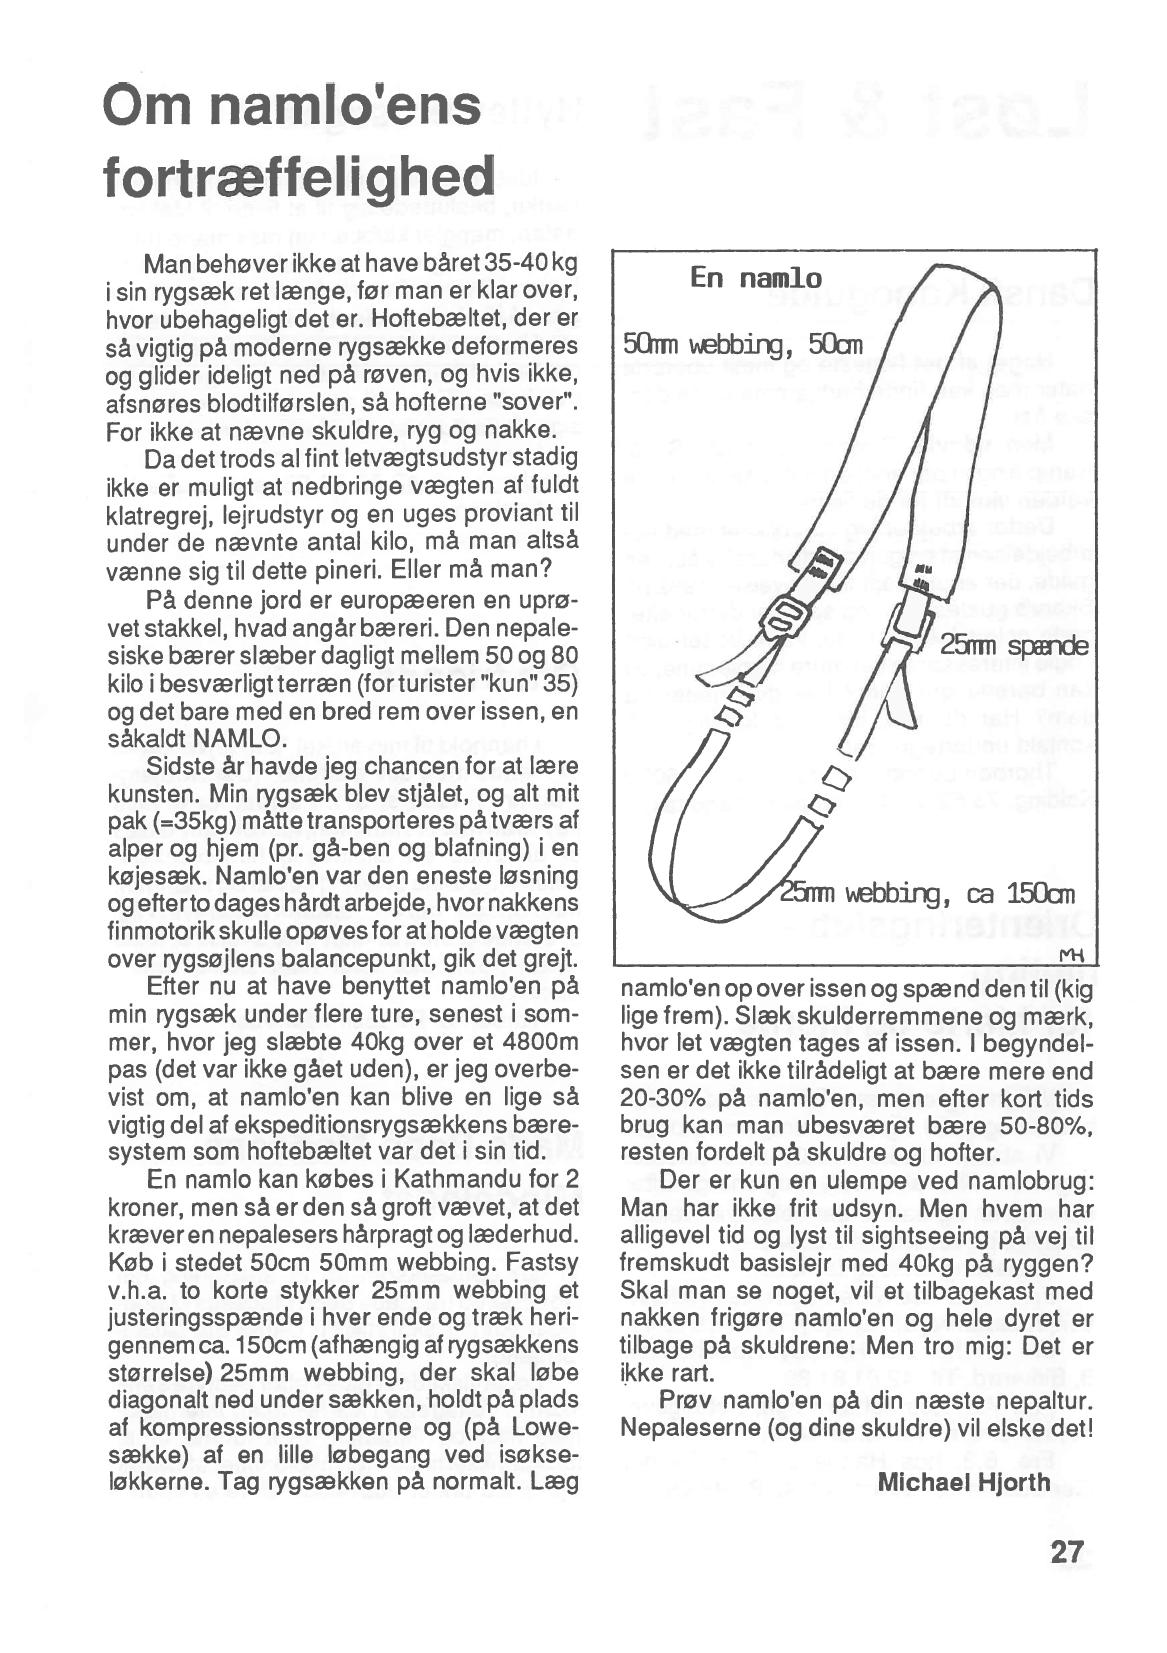 Om namlo'ens
fortræffelighed
Man behøver ikke at have båret 35-40 kg
i sin rygsæk ret længe, før man er klar over,
hvor ubehageligt det er. Hoftebæltet, der er
så vigtig på moderne rygsække deformeres
og glider ideligt ned på røven, og hvis ikke,
afsnøres blodtilførslen, så hofterne "sover".
For ikke at nævne skuldre, ryg og nakke.
Da det trods al fint letvægtsudstyr stadig
ikke er muligt at nedbringe vægten af fuldt
klatregrej, lejrudstyr og en uges proviant til
under de nævnte antal kilo, må man altså
vænne sig til dette pineri. Eller må man?
På denne jord er europæeren en uprø-
vet stakkel, hvad angår bæreri. Den nepale-
siske bærer slæber dagligt mellem 50 og 80
kilo i besværligt terræn (for turister "kun" 35)
og det bare med en bred rem over issen, en
såkaldt NAMLO.
Sidste år havde jeg chancen for at lære
kunsten. Min rygsæk blev stjålet, og alt mit
pak (=35kg) måtte transporteres på tværs af
alper og hjem (pr. gå-ben og blafning) i en
køjesæk. Namlo'en var den eneste løsning
og efter to dages hårdt arbejde, hvor nakkens
finmotorik skulle opøves for at holde vægten
over rygsøjlens balancepunkt, gik det grejt.
Efter nu at have benyttet namlo'en på
min rygsæk under flere ture, senest i som-
mer, hvor jeg slæbte 40kg over et 4800m
pas (det var ikke gået uden), er jeg overbe-
vist om, at namlo'en kan blive en lige så
vigtig del af ekspeditionsrygsækkens bære-
system som hoftebæltet var det i sin tid.
En namlo kan købes i Kathmandu for 2
kroner, men så er den så groft vævet, at det
kræver en nepalesers hårpragt og læderhud.
Køb i stedet 50cm 50mm webbing. Fastsy
v.h.a. to korte stykker 25mm webbing et
justeringsspænde i hver ende og træk heri-
gennem ca. 150cm (afhængig af rygsækkens
størrelse) 25mm webbing, der skal løbe
diagonalt ned under sækken, holdt på plads
af kompressionsstropperne og (på Lowe-
sække) af en lille løbegang ved isøkse-
løkkerne. Tag rygsækken på normalt. Læg
En namlo
50mm webbing, 50cm
25mm spænde
25mm webbing, ca 150cm
MH
namlo'en op over issen og spænd den til (kig
lige frem). Slæk skulderremmene og mærk,
hvor let vægten tages af issen. I begyndel-
sen er det ikke tilrådeligt at bære mere end
20-30% på namlo'en, men efter kort tids
brug kan man ubesværet bære 50-80%,
resten fordelt på skuldre og hofter.
Der er kun en ulempe ved namlobrug:
Man har ikke frit udsyn. Men hvem har
alligevel tid og lyst til sightseeing på vej til
fremskudt basislejr med 40kg på ryggen?
Skal man se noget, vil et tilbagekast med
nakken frigøre namlo'en og hele dyret er
tilbage på skuldrene: Men tro mig: Det er
ikke rart.
Prøv namlo'en på din næste nepaltur.
Nepaleserne (og dine skuldre) vil elske det!
Michael Hjorth
27